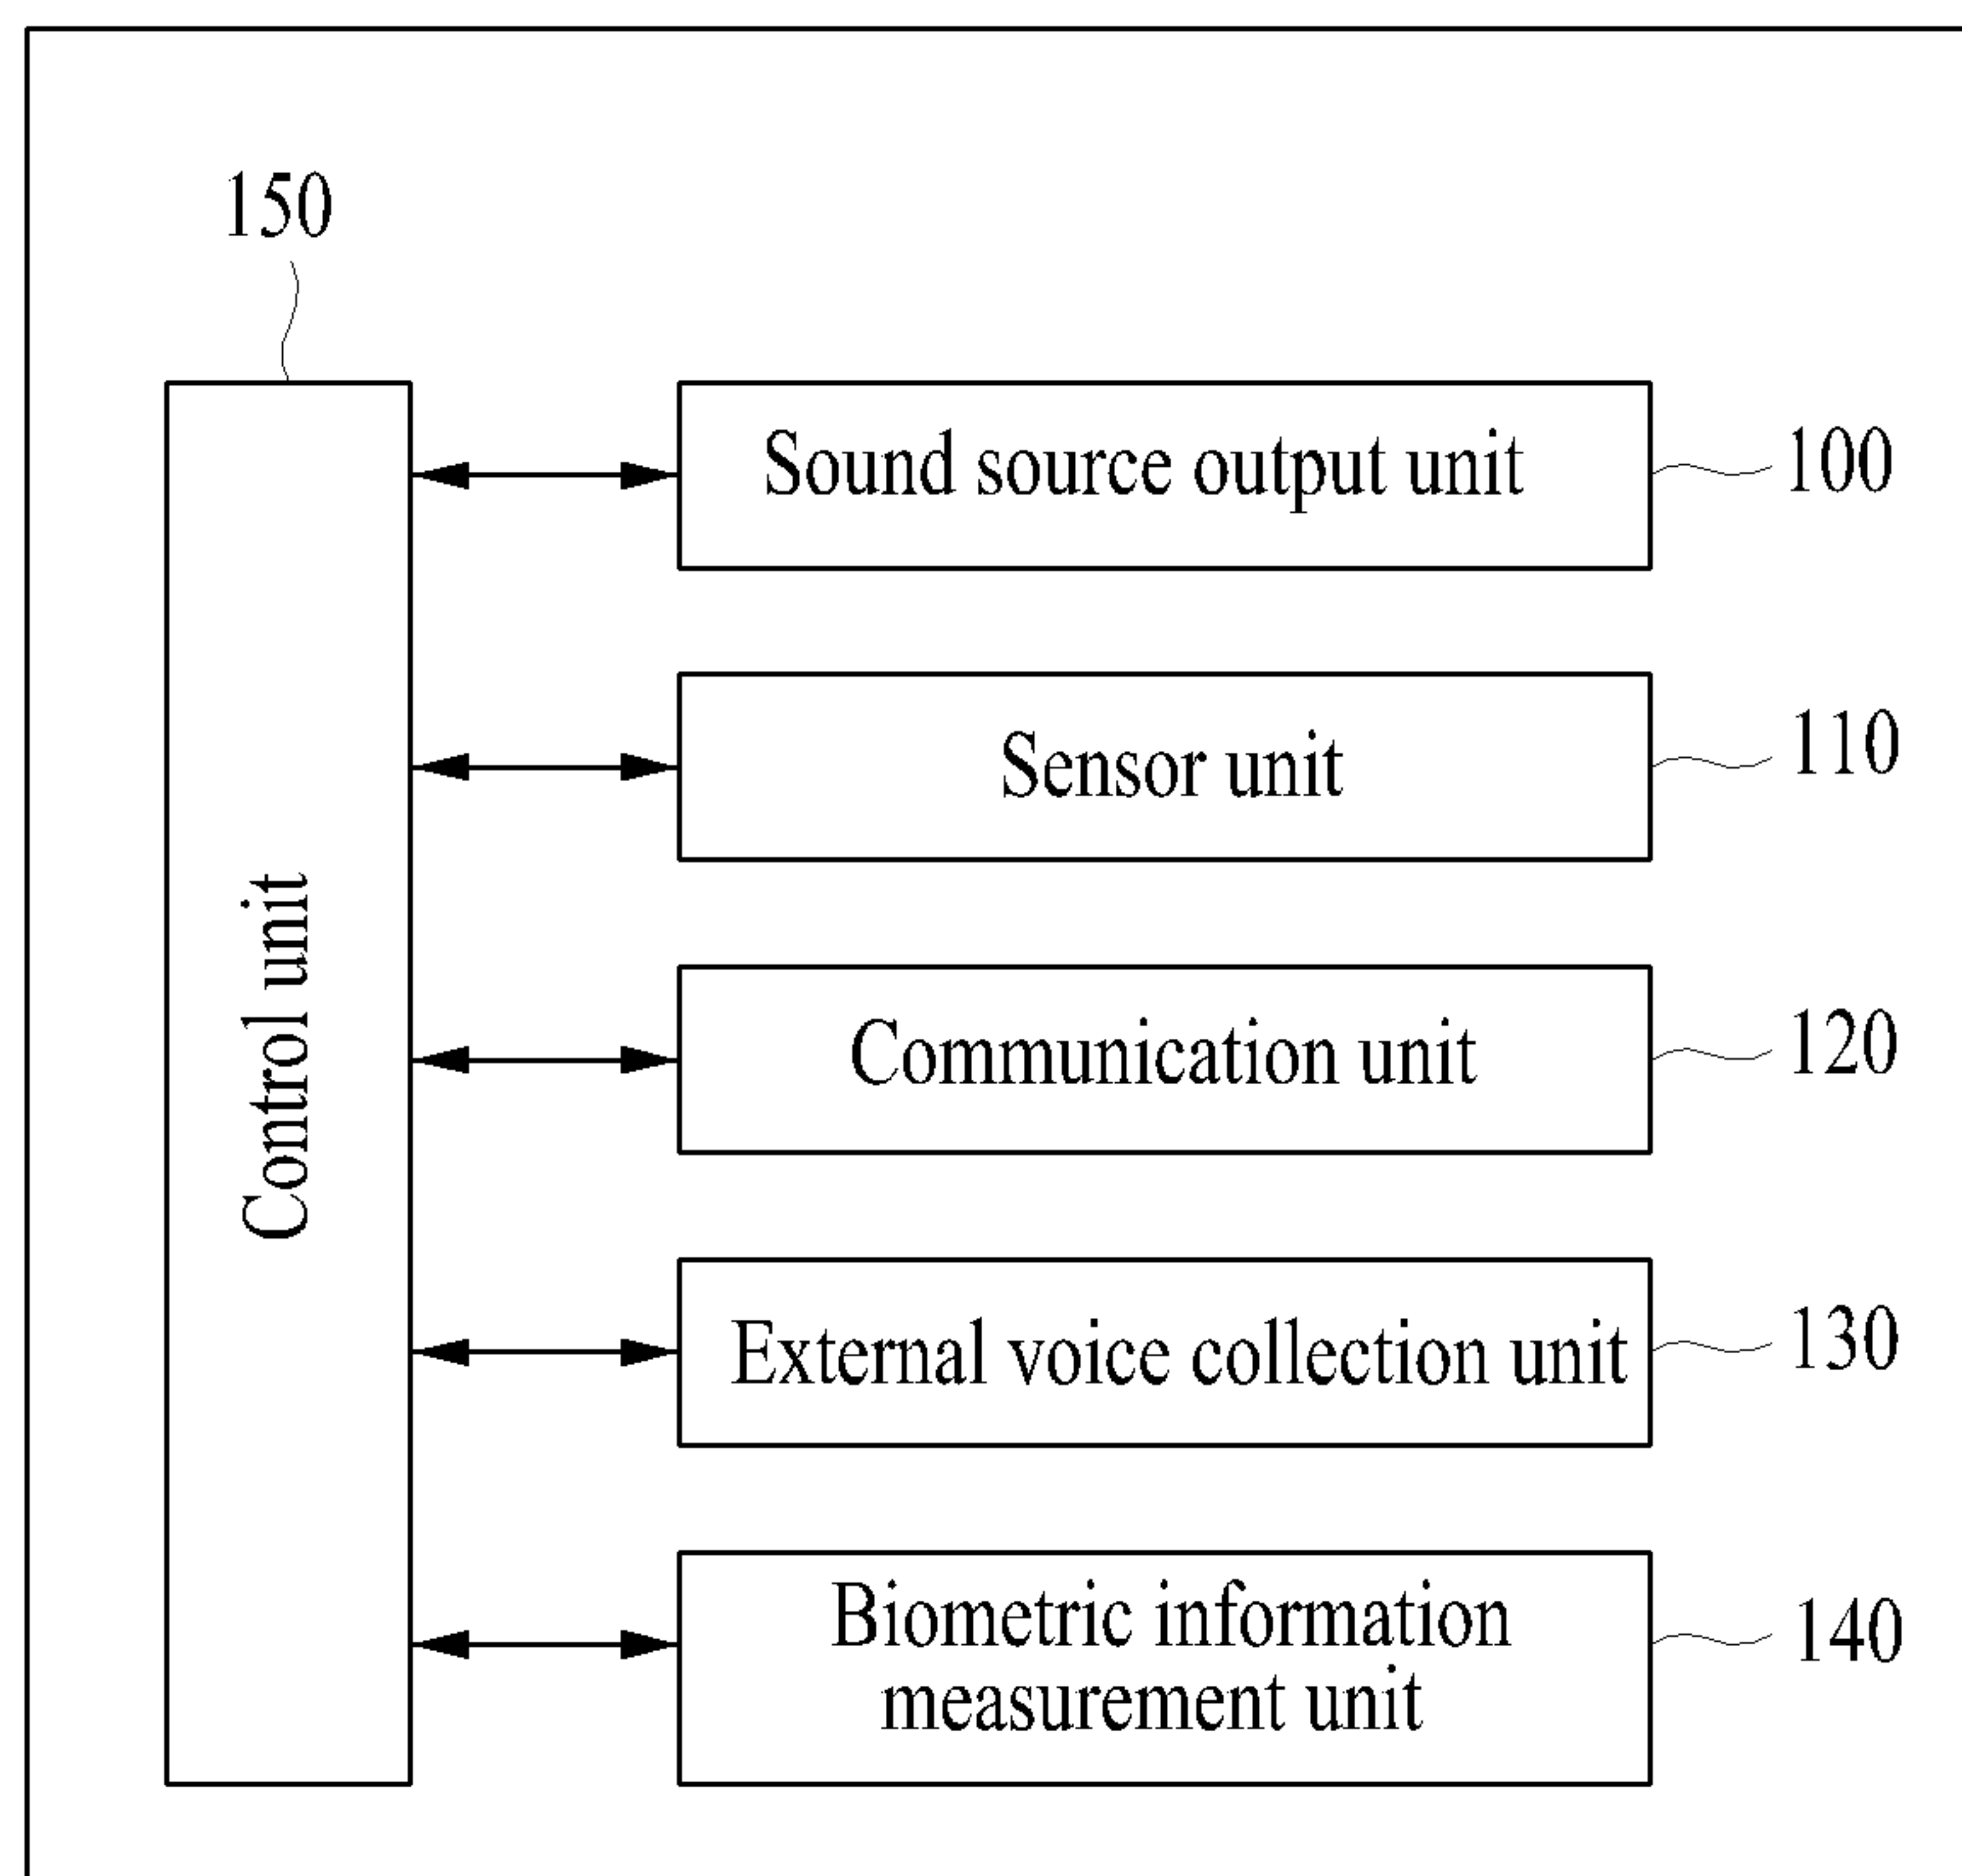 150
Control unit
Sound source output unit
100
Sensor unit
110
Communication unit
120
External voice collection unit
130
Biometric information
measurement unit
140